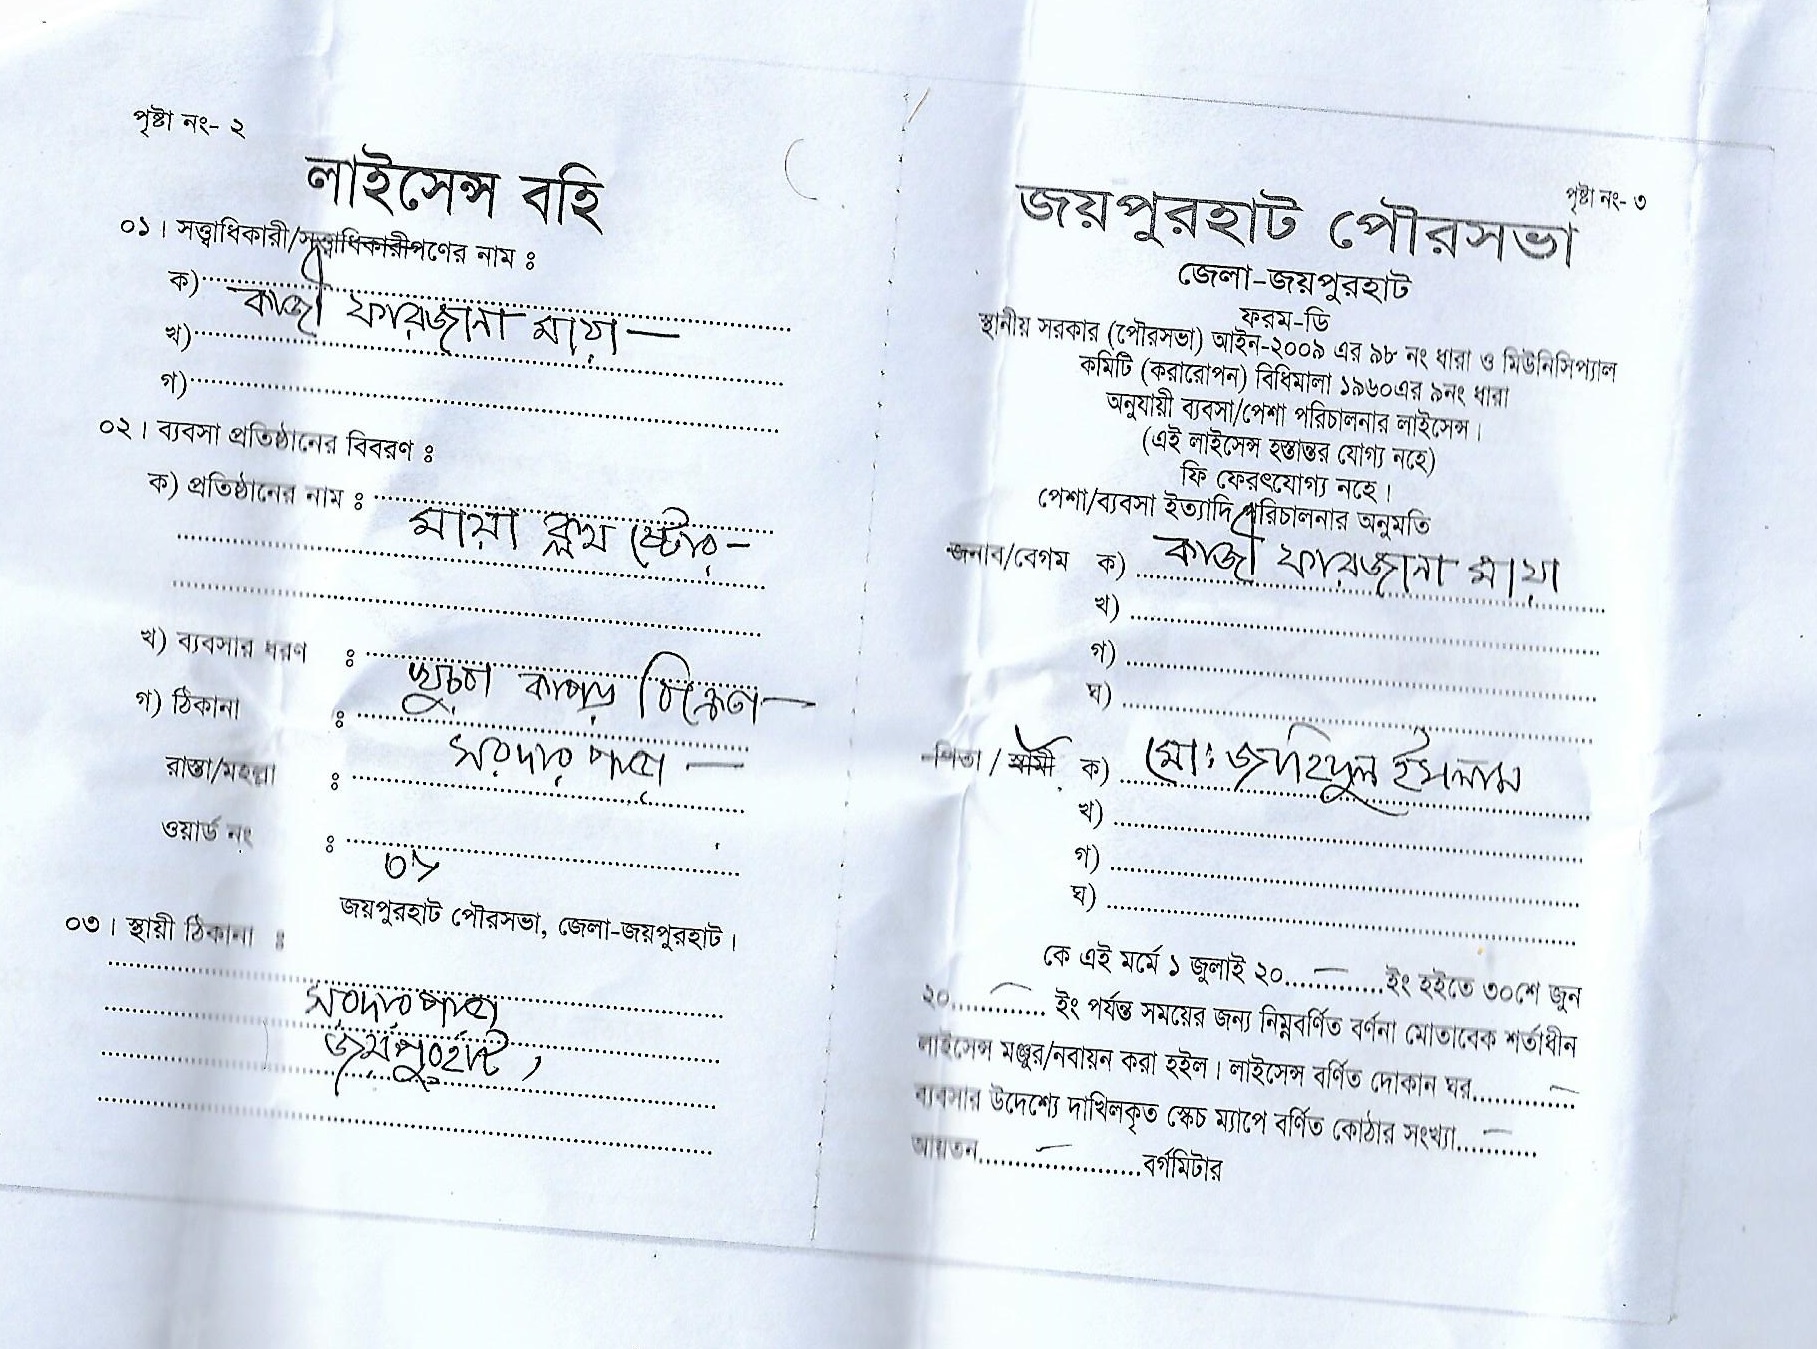 পৃষ্টা নং- ২
লাইসেন্স বহি
০১। সত্ত্বাধিকারী/সত্ত্বাধিকারীগণের নাম ঃ
ক) কাজী ফারজানা মায়া
খ)
গ)
০২। ব্যবসা প্রতিষ্ঠানের বিবরণ ঃ
ক) প্রতিষ্ঠানের নাম ঃ মায়া ক্লথ ষ্টোর
খ) ব্যবসার ধরণ ঃ খুচরা কাপড় বিক্রেতা
গ) ঠিকানা ঃ সরদার পাড়া
রাস্তা/মহল্লা ঃ
ওয়ার্ড নং ঃ ০৮
জয়পুরহাট পৌরসভা, জেলা-জয়পুরহাট।
০৩। স্থায়ী ঠিকানা ঃ
সরদার পাড়া
জয়পুরহাট,
পৃষ্টা নং- ৩
জয়পুরহাট পৌরসভা
জেলা-জয়পুরহাট
ফরম-ডি
স্থানীয় সরকার (পৌরসভা) আইন-২০০৯ এর ৯৮ নং ধারা ও মিউনিসিপ্যাল
কমিটি (করারোপন) বিধিমালা ১৯৬০এর ৯নং ধারা
অনুযায়ী ব্যবসা/পেশা পরিচালনার লাইসেন্স।
(এই লাইসেন্স হস্তান্তর যোগ্য নহে)
ফি ফেরৎযোগ্য নহে।
পেশা/ব্যবসা ইত্যাদি পরিচালনার অনুমতি
জনাব/বেগম ক) কাজী ফারজানা মায়া
খ)
গ)
ঘ)
পিতা / স্বামী ক) মো: জাহিদুল ইসলাম
খ)
গ)
ঘ)
কে এই মর্মে ১ জুলাই ২০............ইং হইতে ৩০শে জুন
২০............ ইং পর্যন্ত সময়ের জন্য নিম্নবর্ণিত বর্ণনা মোতাবেক শর্তাধীন
লাইসেন্স মঞ্জুর/নবায়ন করা হইল। লাইসেন্স বর্ণিত দোকান ঘর............
ব্যবসার উদেশ্যে দাখিলকৃত স্কেচ ম্যাপে বর্ণিত কোঠার সংখ্যা..........
আয়তন....................বর্গমিটার